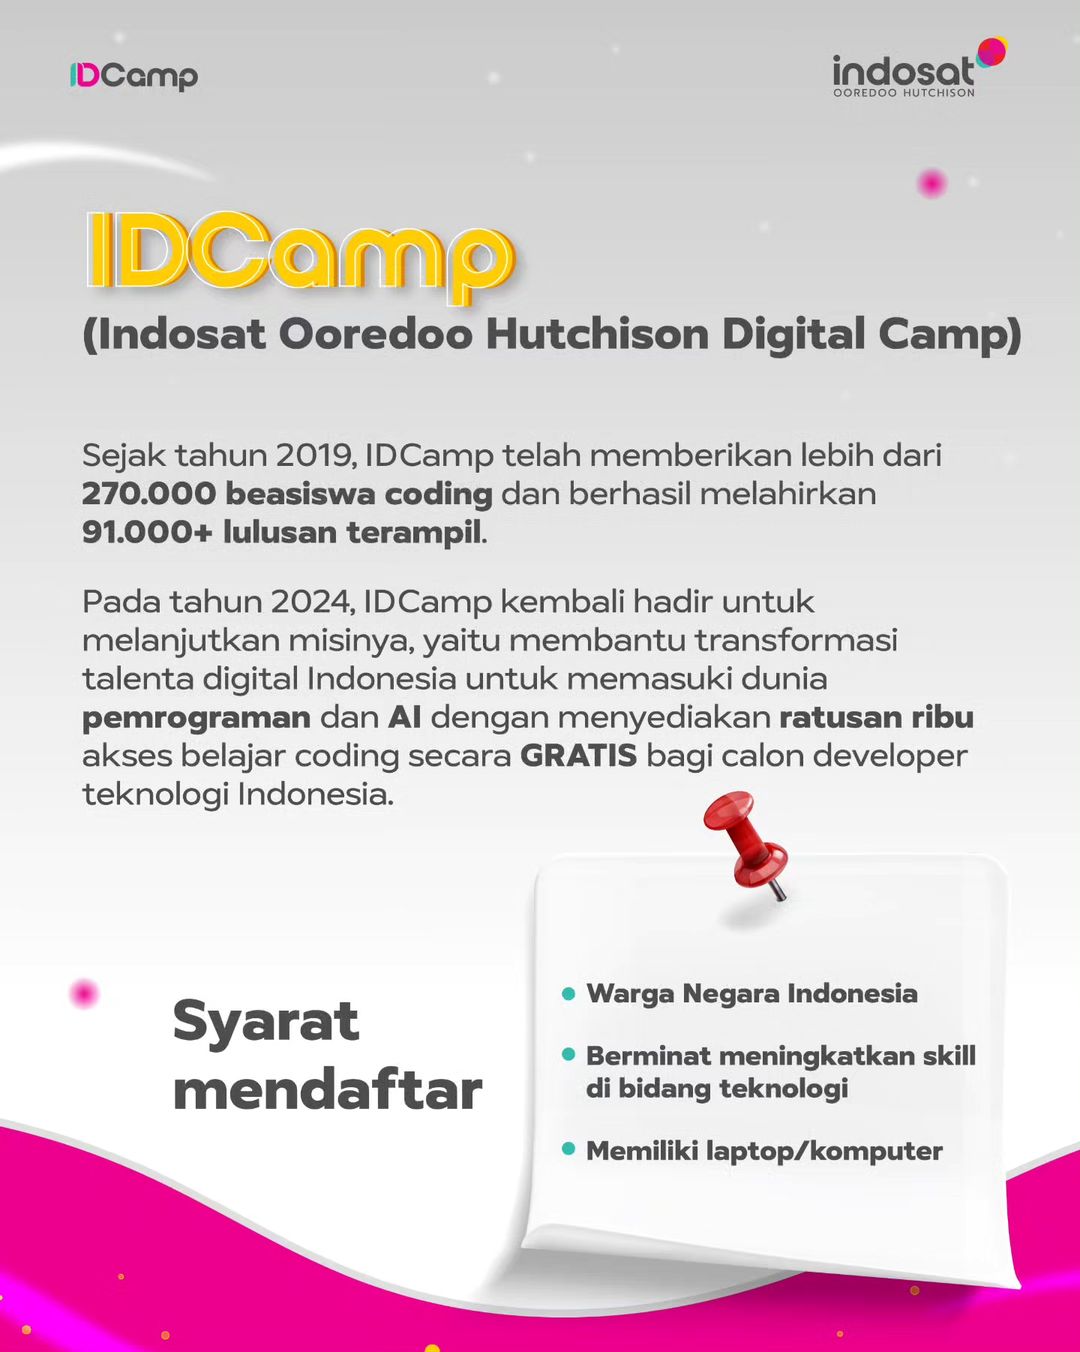 IDCamp
indosat
OOREDOO HUTCHISON
IDCamp
(Indosat Ooredoo Hutchison Digital Camp)
Sejak tahun 2019, IDCamp telah memberikan lebih dari
270.000 beasiswa coding dan berhasil melahirkan
91.000+ lulusan terampil.
Pada tahun 2024, IDCamp kembali hadir untuk
melanjutkan misinya, yaitu membantu transformasi
talenta digital Indonesia untuk memasuki dunia
pemrograman dan AI dengan menyediakan ratusan ribu
akses belajar coding secara GRATIS bagi calon developer
teknologi Indonesia.
Syarat
mendaftar
• Warga Negara Indonesia
• Berminat meningkatkan skill
di bidang teknologi
• Memiliki laptop/komputer